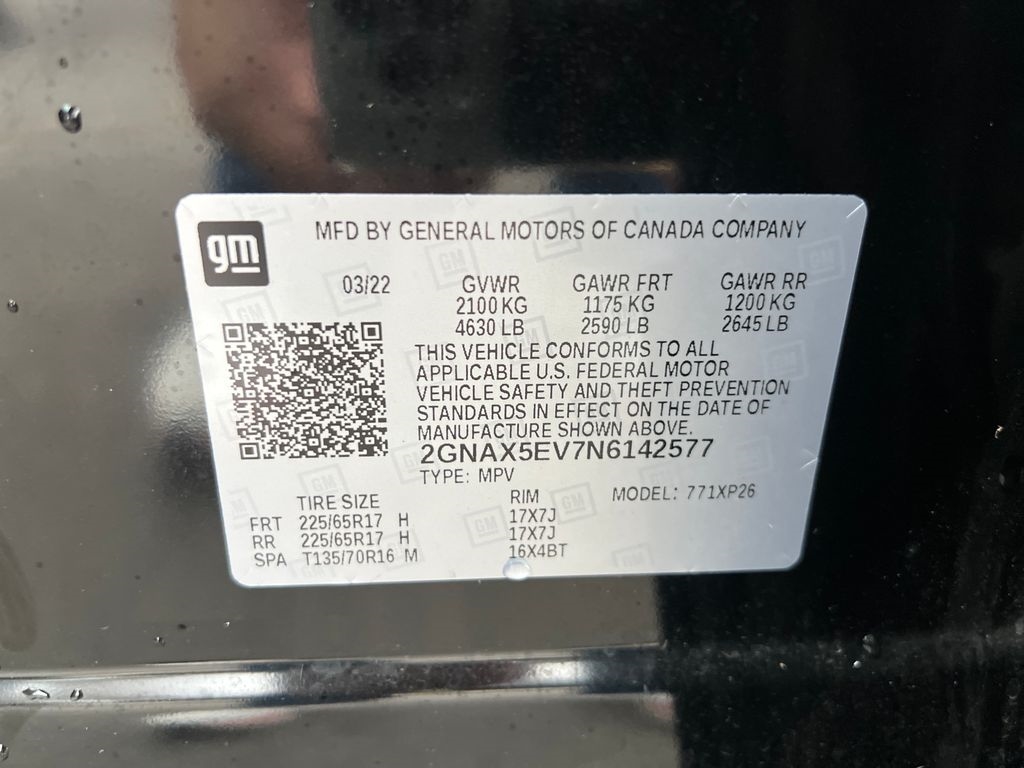 gm
MFD BY GENERAL MOTORS OF CANADA COMPANY
03/22 GVWR GAWR FRT GAWR RR
2100 KG 1175 KG 1200 KG
4630 LB 2590 LB 2645 LB
THIS VEHICLE CONFORMS TO ALL
APPLICABLE U.S. FEDERAL MOTOR
VEHICLE SAFETY AND THEFT PREVENTION
STANDARDS IN EFFECT ON THE DATE OF
MANUFACTURE SHOWN ABOVE.
2GNAX5EV7N6142577
TYPE: MPV
TIRE SIZE RIM MODEL: 771XP26
FRT 225/65R17 H 17X7J
RR 225/65R17 H 17X7J
SPA T135/70R16 M 16X4BT